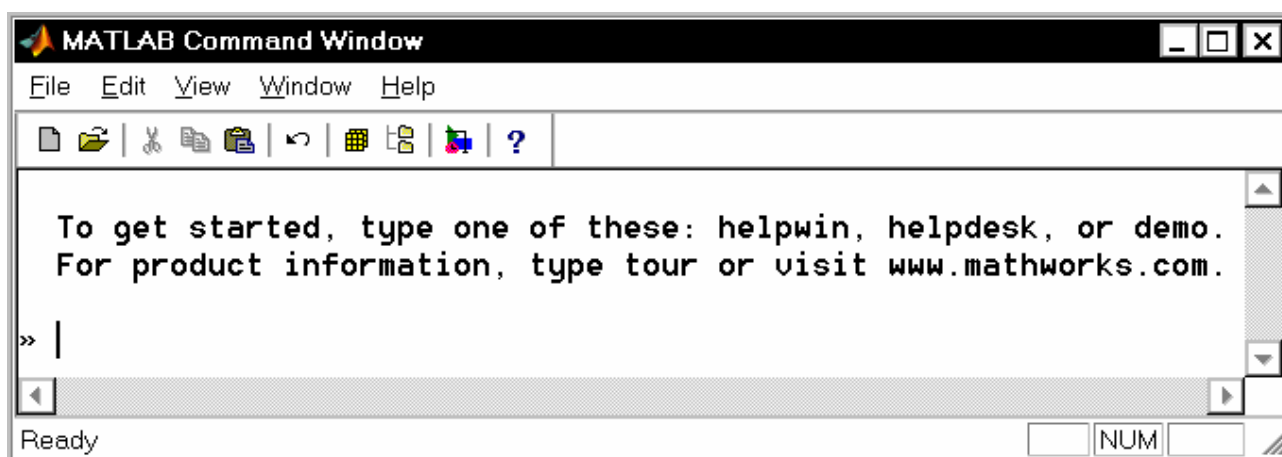 MATLAB Command Window
File Edit View Window Help
?
To get started, type one of these: helpwin, helpdesk, or demo.
For product information, type tour or visit www.mathworks.com.
»
Ready NUM